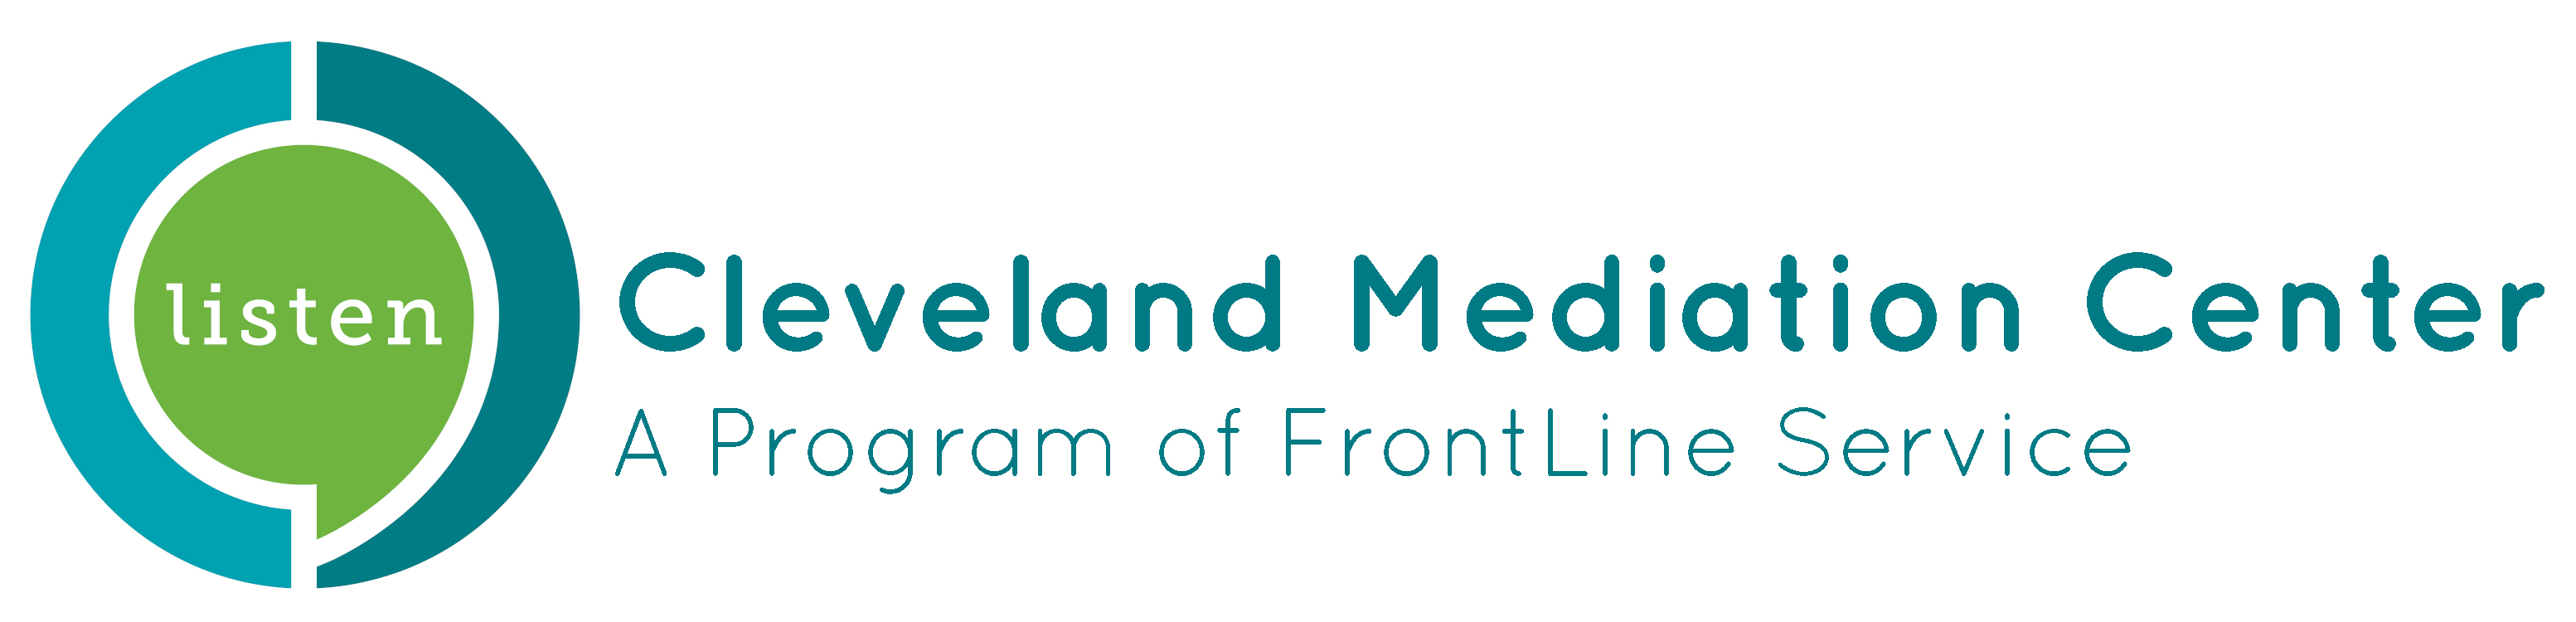 listen
Cleveland Mediation Center
A Program of FrontLine Service